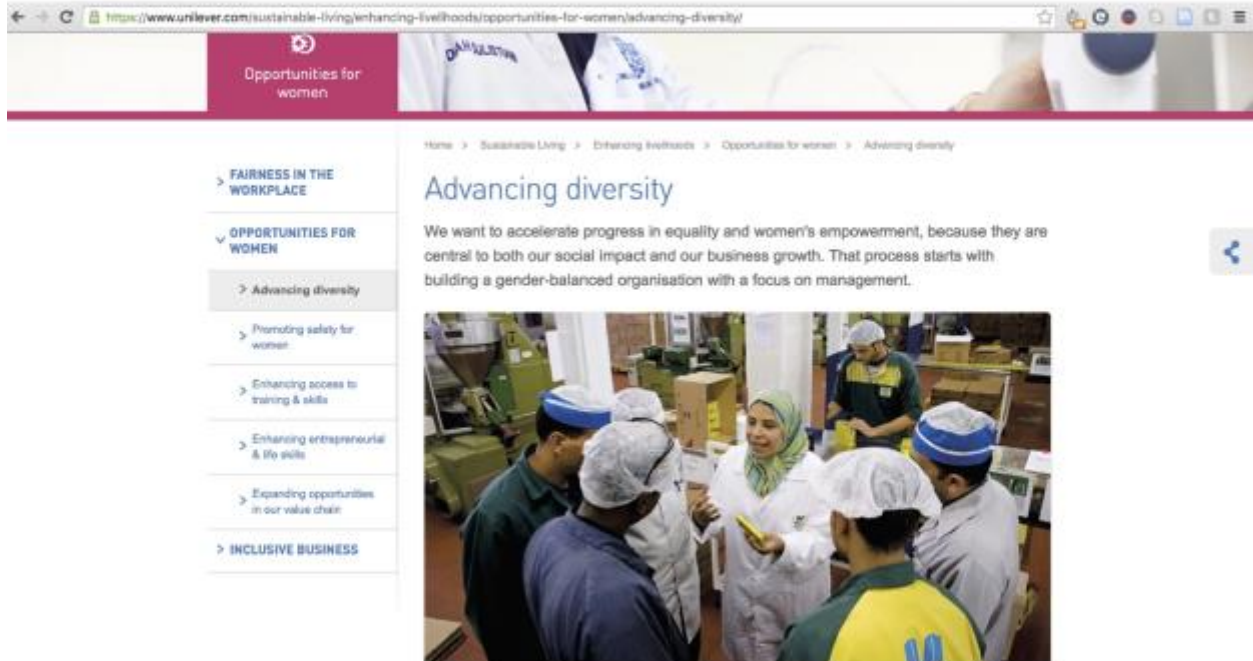 https://www.unilever.com/sustainable-living/enhancing-livelihoods/opportunities-for-women/advancing-diversity/
Opportunities for
women
Home > Sustainable Living > Enhancing livelihoods > Opportunities for women > Advancing diversity
> FAIRNESS IN THE
WORKPLACE
OPPORTUNITIES FOR
WOMEN
> Advancing diversity
> Promoting safety for
women
> Enhancing access to
training & skills
> Enhancing entrepreneurial
& life skills
> Expanding opportunities
in our value chain
> INCLUSIVE BUSINESS
Advancing diversity
We want to accelerate progress in equality and women's empowerment, because they are
central to both our social impact and our business growth. That process starts with
building a gender-balanced organisation with a focus on management.